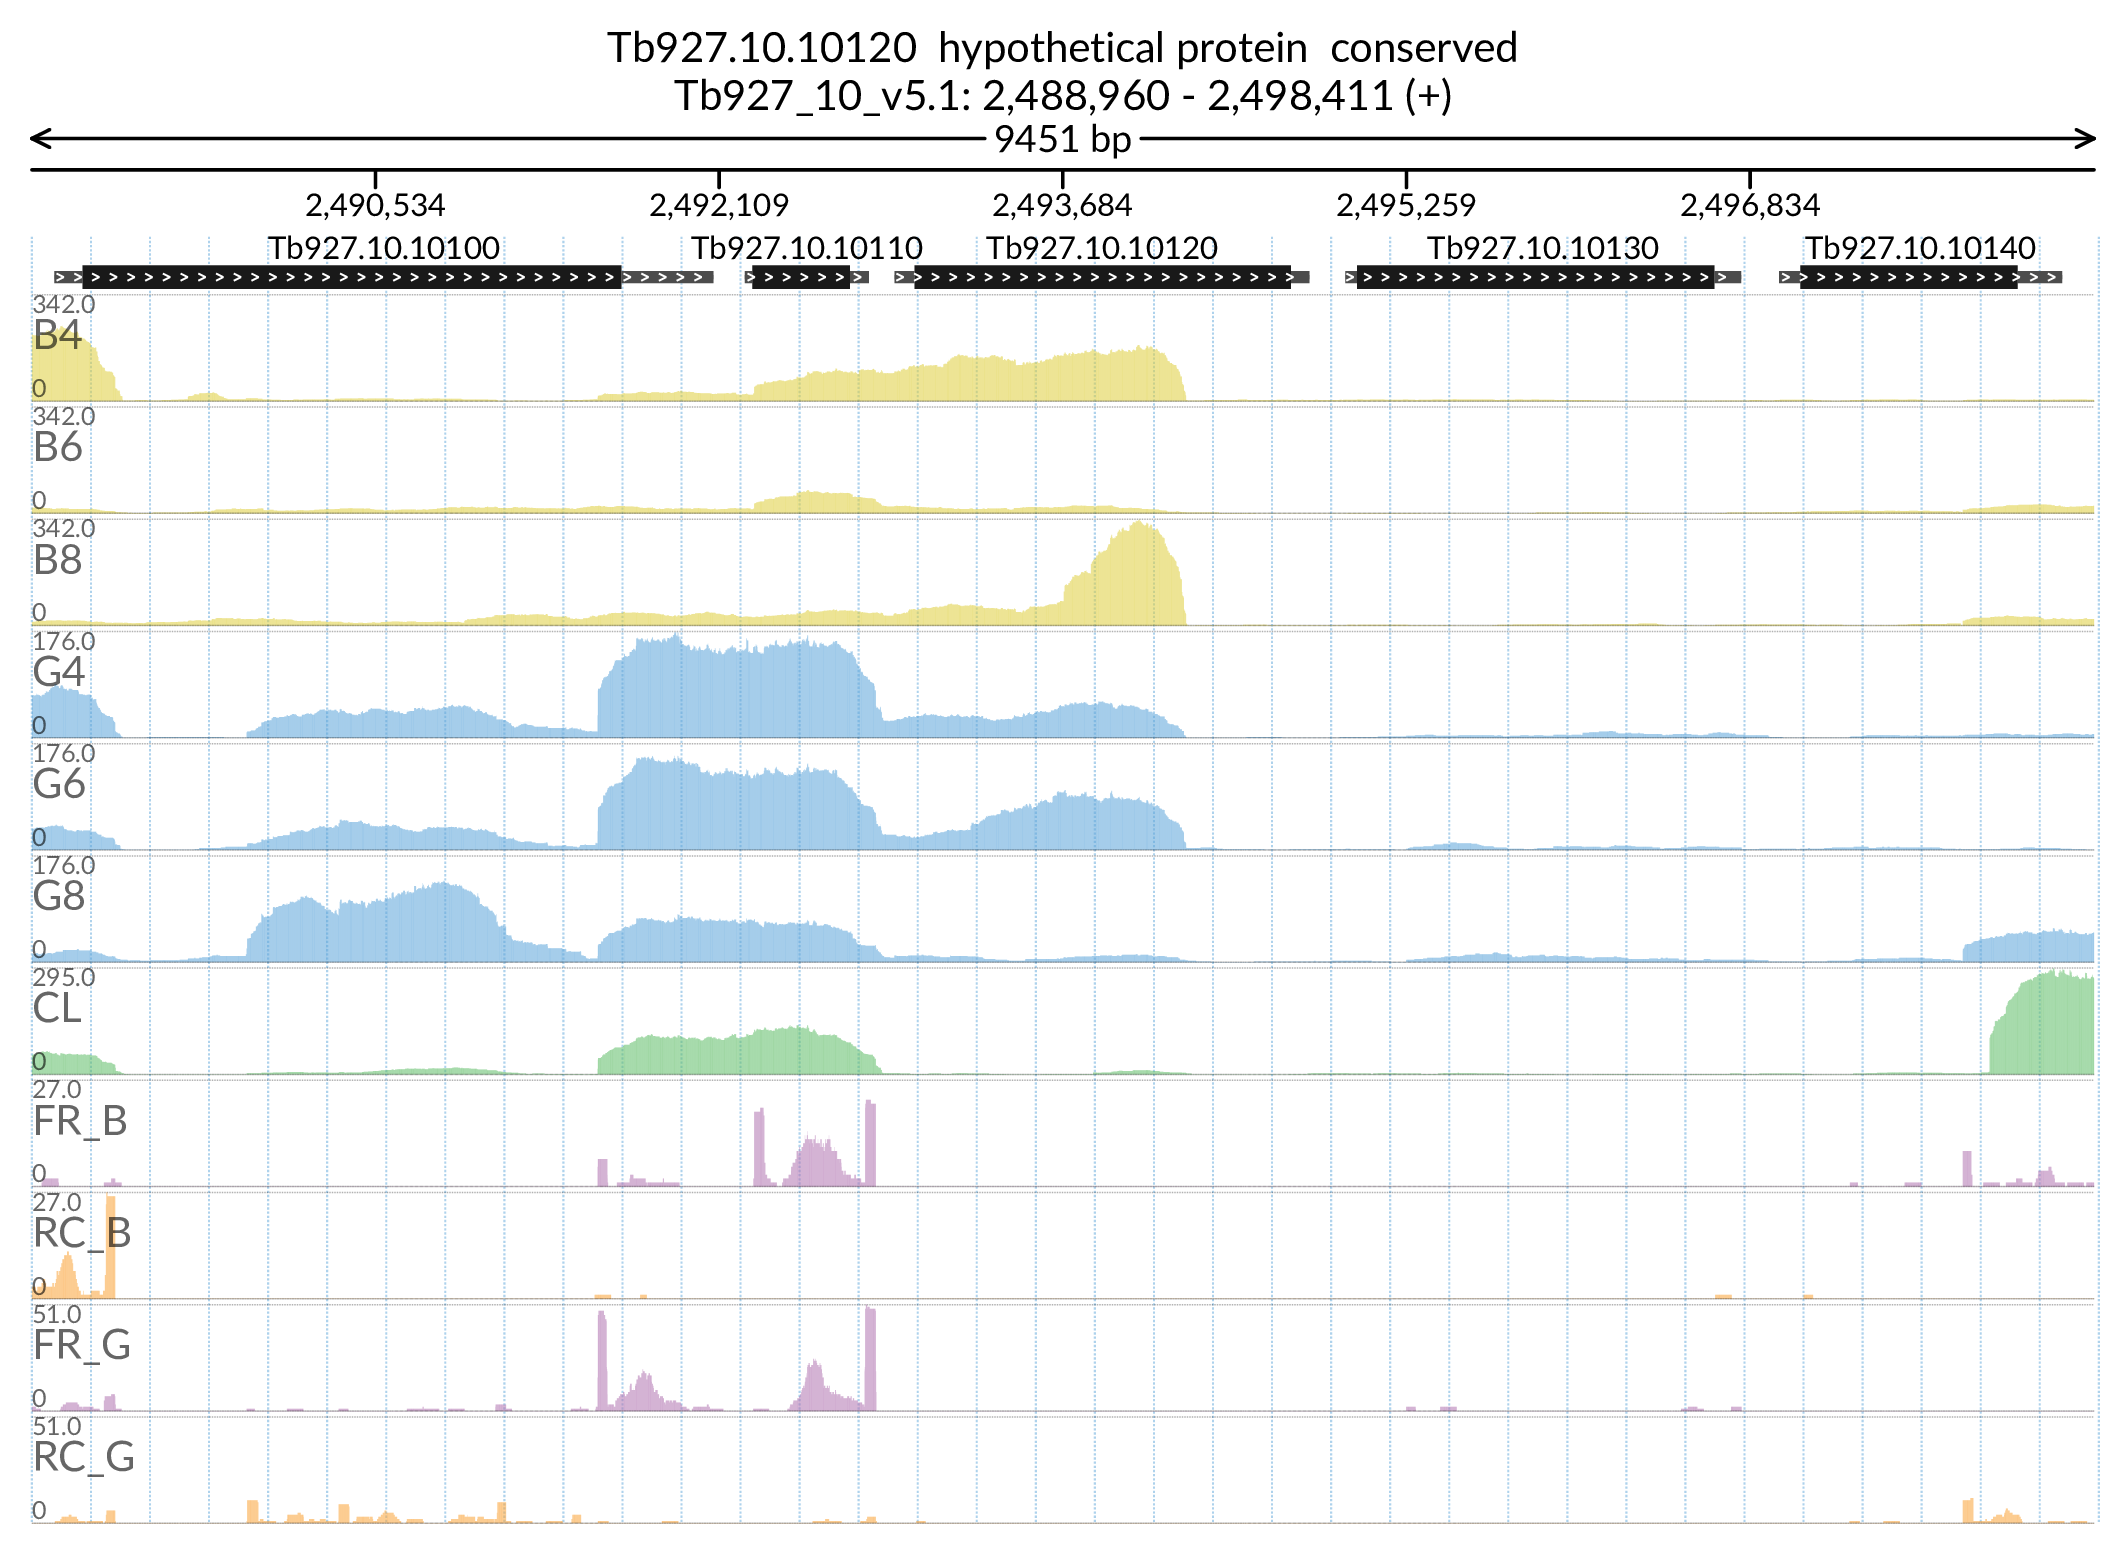 Tb927.10.10120  hypothetical protein  conserved
Tb927_10_v5.1: 2,488,960 - 2,498,411 (+)
9451 bp
2,490,534 2,492,109 2,493,684 2,495,259 2,496,834
Tb927.10.10100 Tb927.10.10110 Tb927.10.10120 Tb927.10.10130 Tb927.10.10140
342.0
B4
0
342.0
B6
0
342.0
B8
0
176.0
G4
0
176.0
G6
0
176.0
G8
0
295.0
CL
0
27.0
FR_B
0
27.0
RC_B
0
51.0
FR_G
0
51.0
RC_G
0